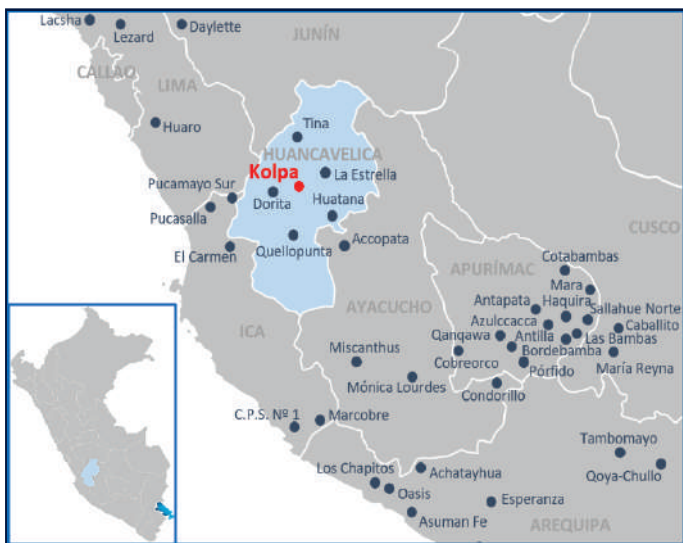 Lacsha
Lezard
Daylette
JUNÍN
CALLAO
LIMA
Huaro
Tina
HUANCAVELICA
Kolpa
La Estrella
Pucamayo Sur
Dorita
Huatana
Pucasalla
El Carmen
Quellopunta
Accopata
CUSCO
Cotabambas
APURÍMAC
Mara
Antapata
Haquira
Sallahue Norte
AYACUCHO
Azulccacca
Caballito
ICA
Qanqawa
Antilla
Las Bambas
Miscanthus
Bordebamba
Cobreorco
Pórfido
María Reyna
Mónica Lourdes
Condorillo
C.P.S. Nº 1
Marcobre
Tambomayo
Los Chapitos
Achatayhua
Qoya-Chullo
Oasis
Esperanza
Asuman Fe
AREQUIPA